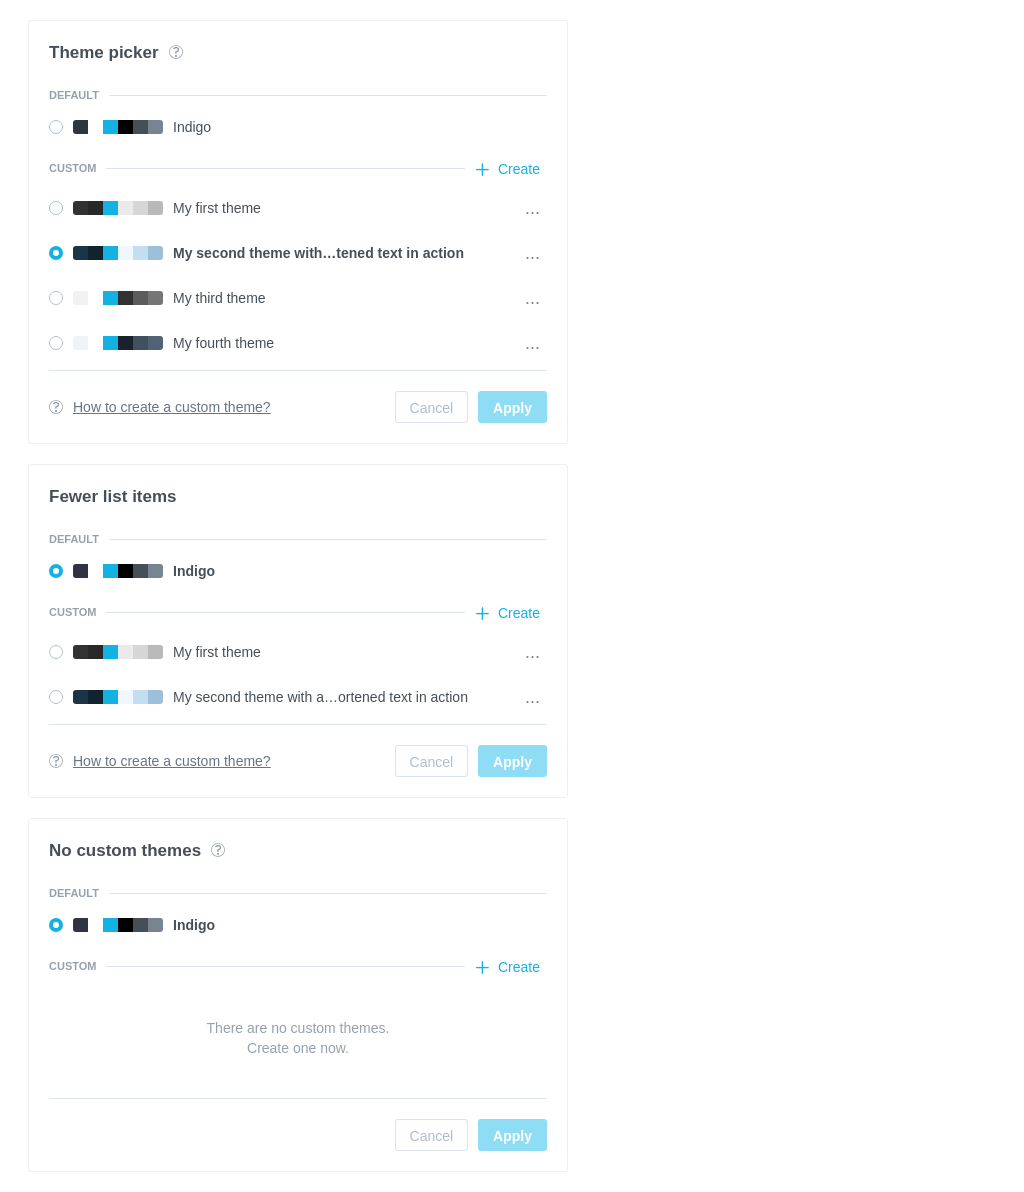 Theme picker
DEFAULT
Indigo
CUSTOM
Create
My first theme
...
My second theme with…tened text in action
...
My third theme
...
My fourth theme
...
How to create a custom theme?
Cancel
Apply
Fewer list items
DEFAULT
Indigo
CUSTOM
Create
My first theme
...
My second theme with a…ortened text in action
...
How to create a custom theme?
Cancel
Apply
No custom themes
DEFAULT
Indigo
CUSTOM
Create
There are no custom themes.
Create one now.
Cancel
Apply